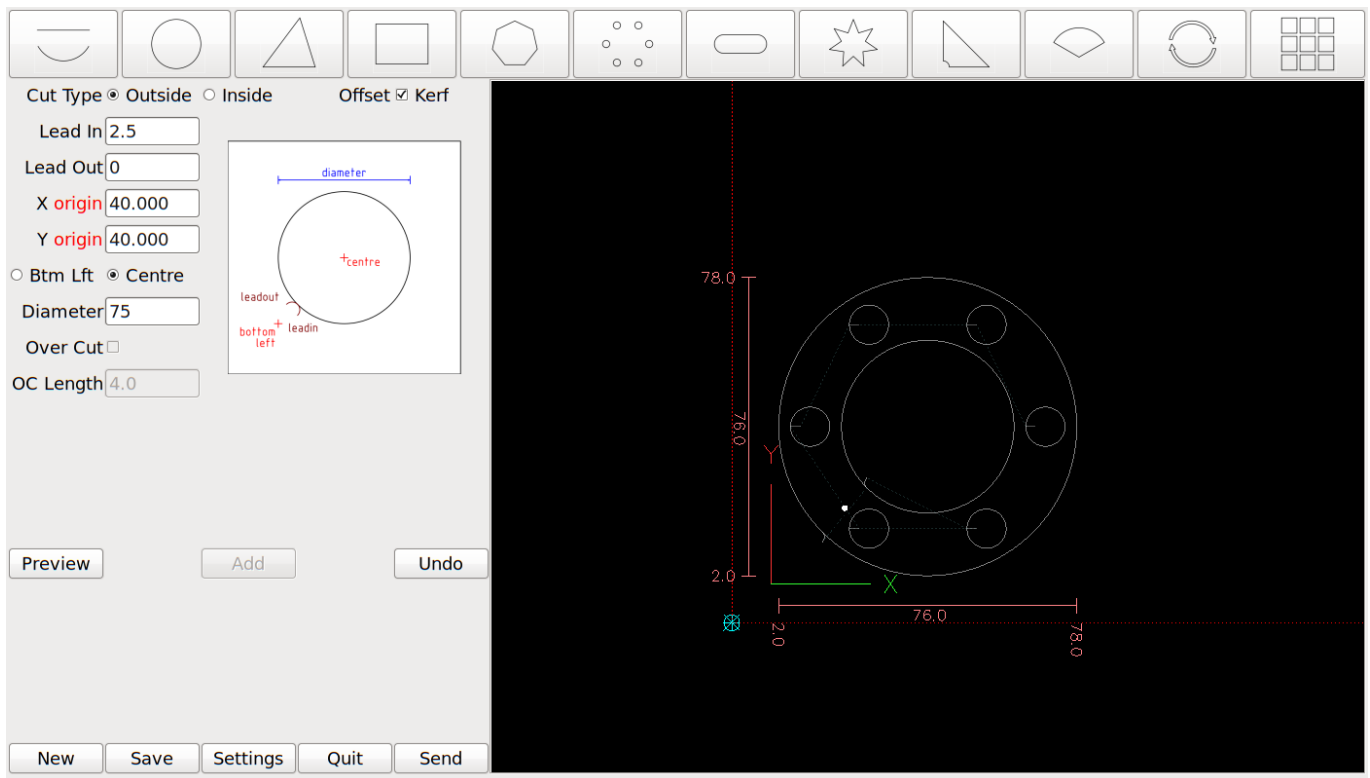 Cut Type Outside Inside Offset Kerf
Lead In 2.5
Lead Out 0
X origin 40.000
Y origin 40.000
Btm Lft Centre
Diameter 75
Over Cut
OC Length 4.0
diameter
centre
leadout
leadin
bottom
left
Preview Add Undo
New Save Settings Quit Send
78.0
76.0
2.0
Y
X
76.0
2.0
78.0